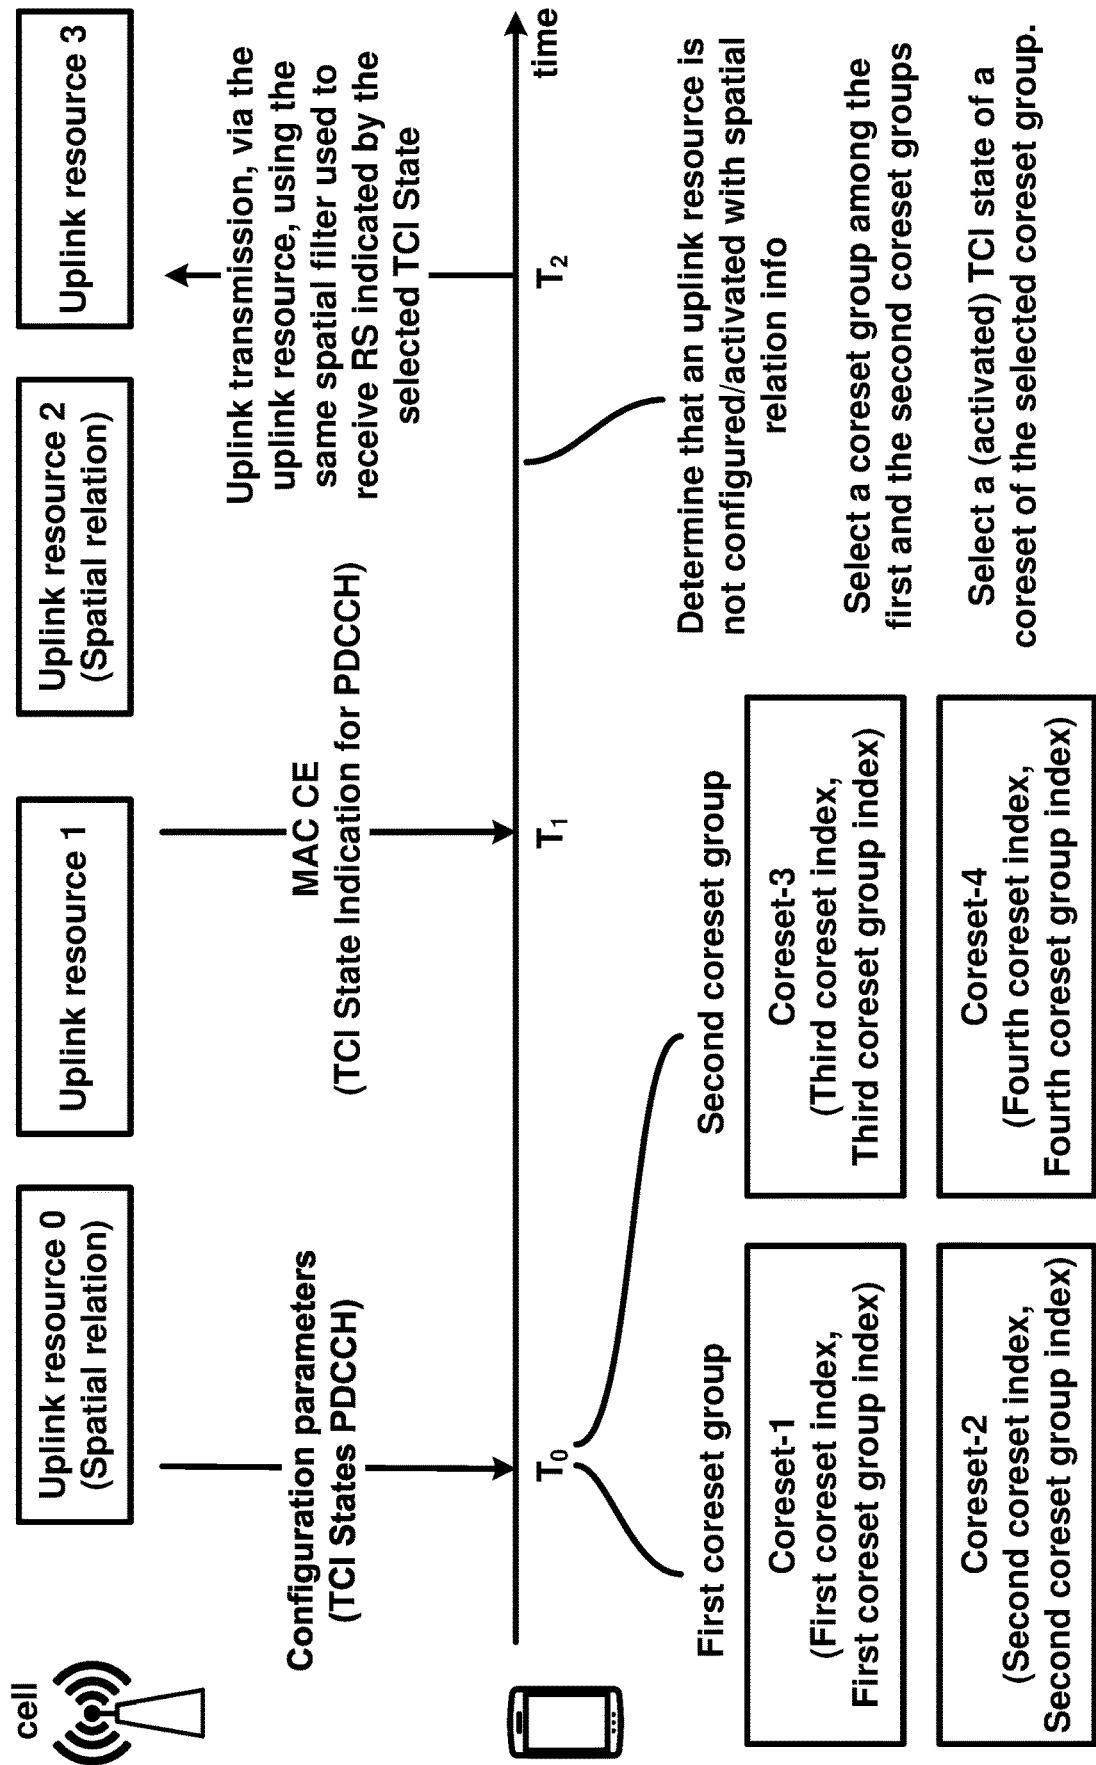 cell
Uplink resource 0
(Spatial relation)
Uplink resource 1
Uplink resource 2
(Spatial relation)
Uplink resource 3
Configuration parameters
(TCI States PDCCH)
MAC CE
(TCI State Indication for PDCCH)
Uplink transmission, via the
uplink resource, using the
same spatial filter used to
receive RS indicated by the
selected TCI State
T0
T1
T2
time
First coreset group
Second coreset group
Coreset-1
(First coreset index,
First coreset group index)
Coreset-3
(Third coreset index,
Third coreset group index)
Coreset-2
(Second coreset index,
Second coreset group index)
Coreset-4
(Fourth coreset index,
Fourth coreset group index)
Determine that an uplink resource is
not configured/activated with spatial
relation info
Select a coreset group among the
first and the second coreset groups
Select a (activated) TCI state of a
coreset of the selected coreset group.